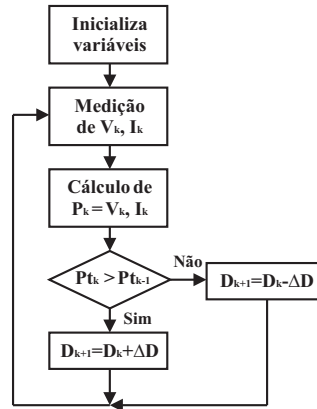 Inicializa
variáveis
Medição
de Vk, Ik
Cálculo de
Pk=Vk, Ik
Ptk > Ptk-1
Não
Dk+1=Dk-ΔD
Sim
Dk+1=Dk+ΔD